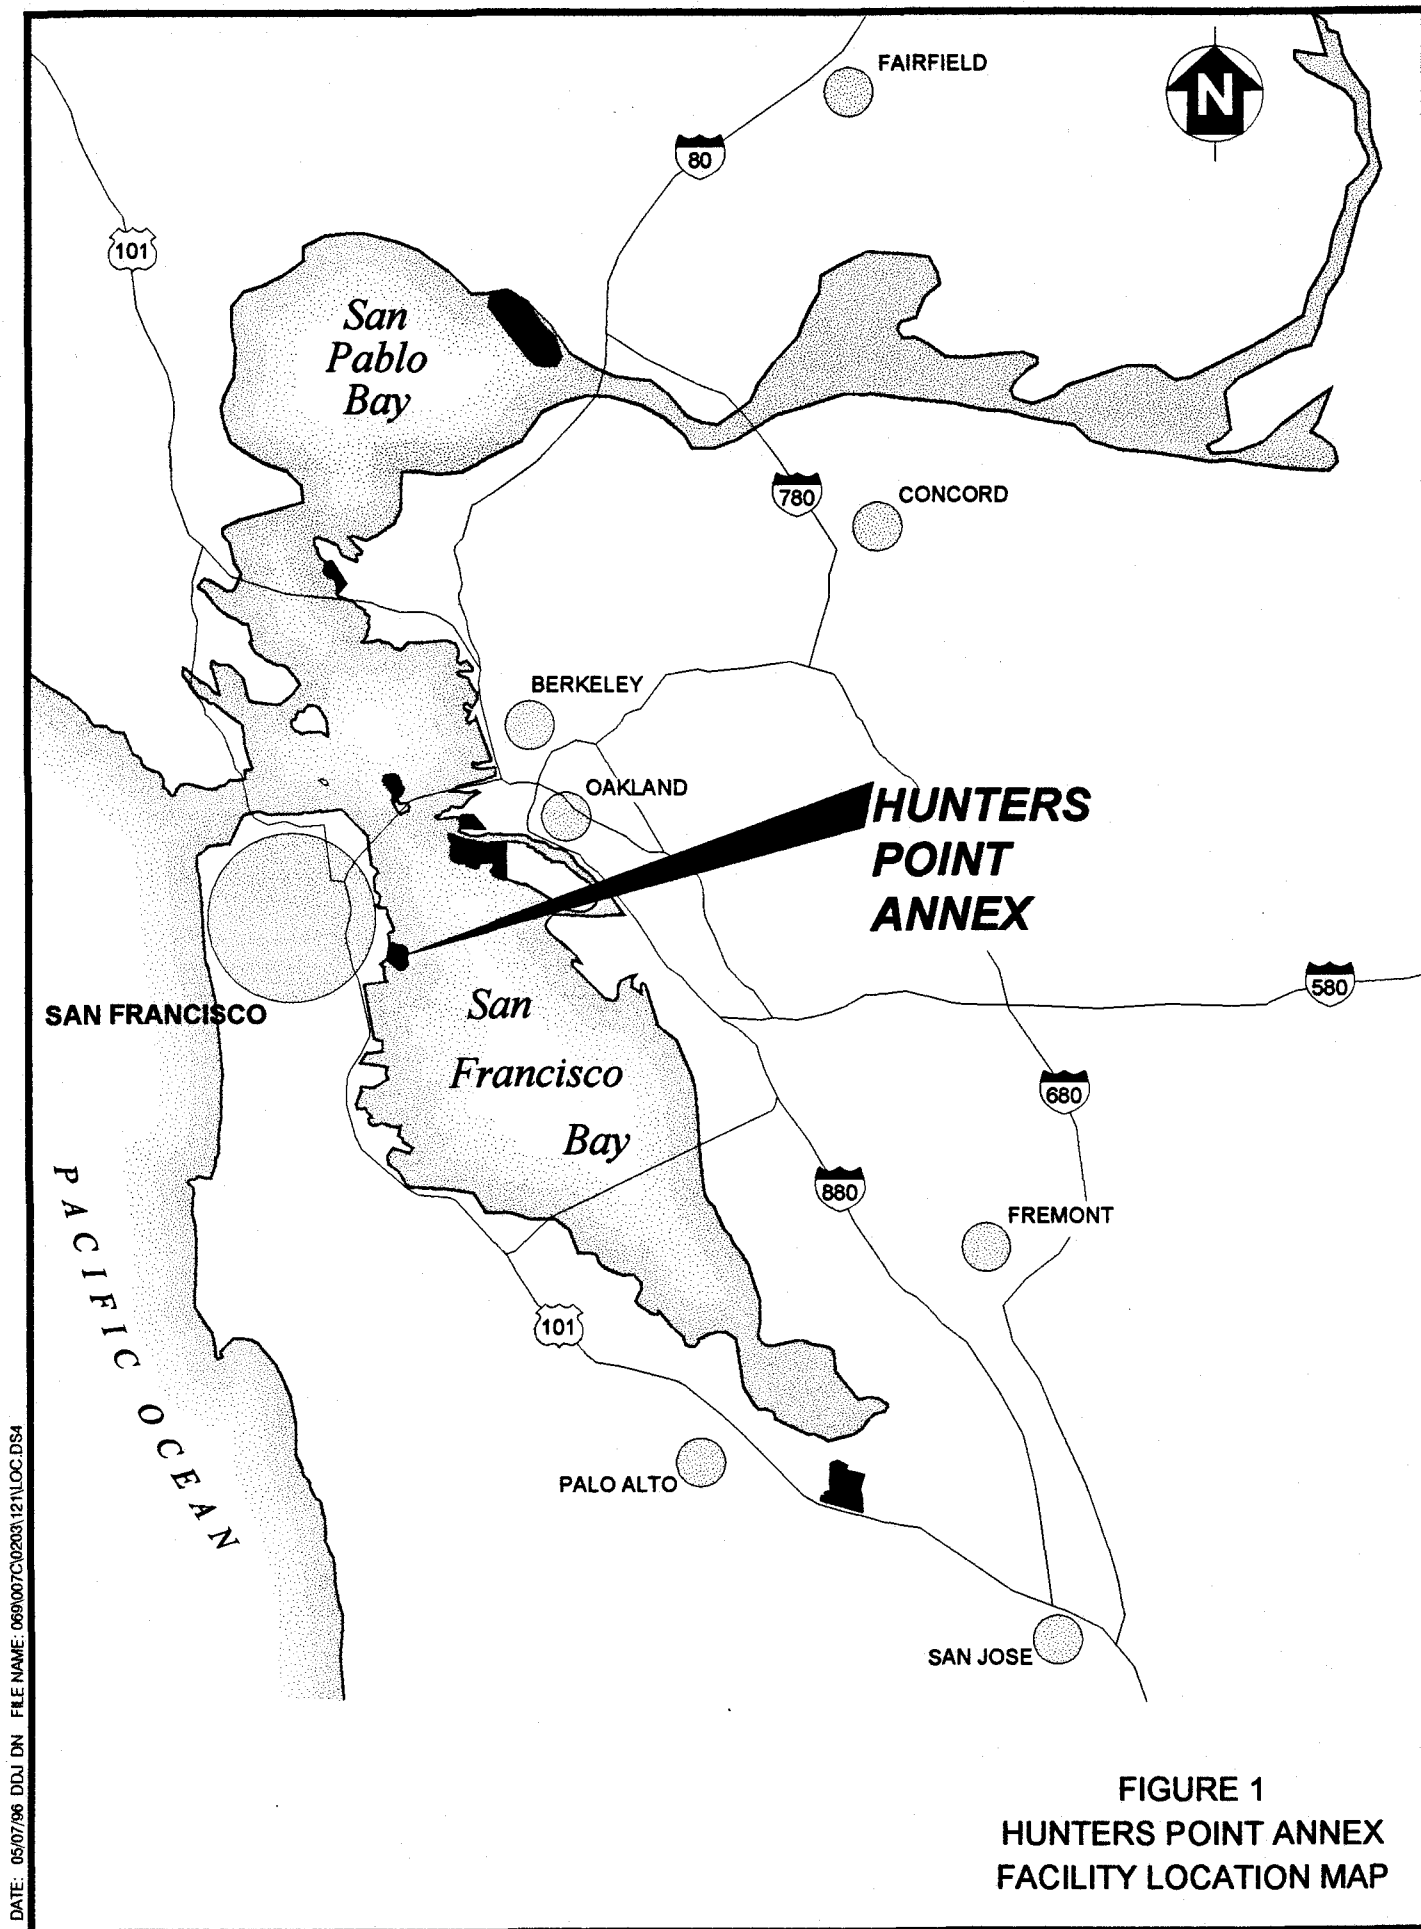 FAIRFIELD
N
80
101
San
Pablo
Bay
780
CONCORD
BERKELEY
OAKLAND
HUNTERS
POINT
ANNEX
580
SAN FRANCISCO
San
Francisco
Bay
680
880
FREMONT
PACIFIC OCEAN
101
PALO ALTO
SAN JOSE
FIGURE 1
HUNTERS POINT ANNEX
FACILITY LOCATION MAP
DATE: 05/07/96 DDJ DN FILE NAME: 069\007C\0203\121\LOC.DS4